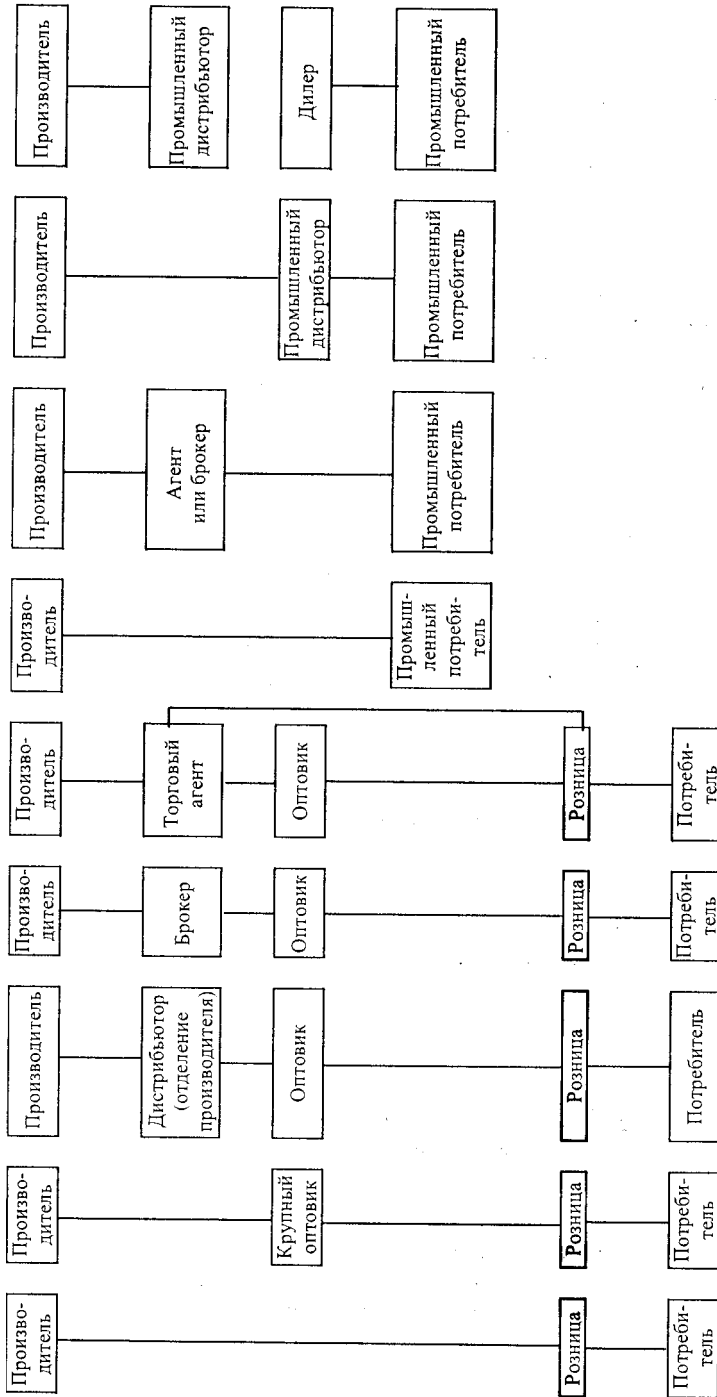 Произво-
дитель
Розница
Потреби-
тель
Произво-
дитель
Крупный
оптовик
Розница
Потреби-
тель
Производитель
Дистрибьютор
(отделение
производителя)
Оптовик
Розница
Потребитель
Произво-
дитель
Брокер
Оптовик
Розница
Потреби-
тель
Произво-
дитель
Торговый
агент
Оптовик
Розница
Потреби-
тель
Произво-
дитель
Промыш-
ленный
потреби-
тель
Производитель
Агент
или брокер
Промышленный
потребитель
Производитель
Промышленный
дистрибьютор
Промышленный
потребитель
Производитель
Промышленный
дистрибьютор
Дилер
Промышленный
потребитель